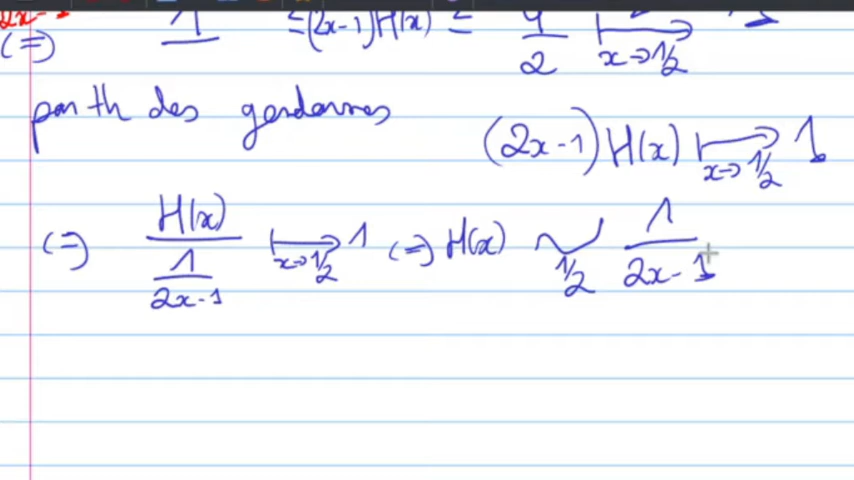 (=) 1/ ≤ (2x-1)H(x) ≤ /2 ⟼ x→1/2 1
par th des gendarmes
(2x-1) H(x) ⟼ x→1/2 1
(=) H(x)/(1/(2x-1)) ⟼ x→1/2 1 (=) H(x) ~ 1/2 1/(2x-1)